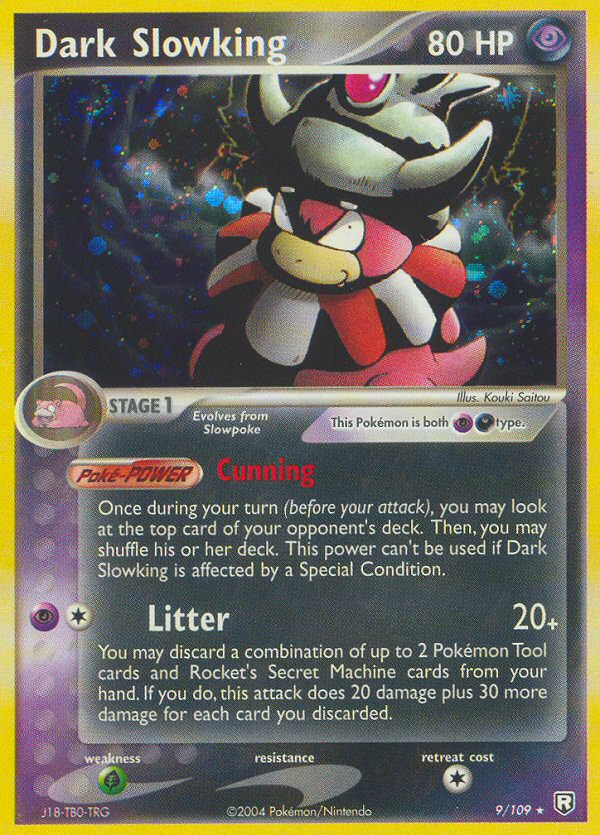 Dark Slowking 80 HP
Illus. Kouki Saitou
STAGE 1
Evolves from
Slowpoke
This Pokémon is both type.
Poké-POWER Cunning
Once during your turn (before your attack), you may look
at the top card of your opponent's deck. Then, you may
shuffle his or her deck. This power can't be used if Dark
Slowking is affected by a Special Condition.
Litter 20+
You may discard a combination of up to 2 Pokémon Tool
cards and Rocket's Secret Machine cards from your
hand. If you do, this attack does 20 damage plus 30 more
damage for each card you discarded.
weakness resistance retreat cost
J18-TB0-TRG ©2004 Pokémon/Nintendo 9/109 ★ R